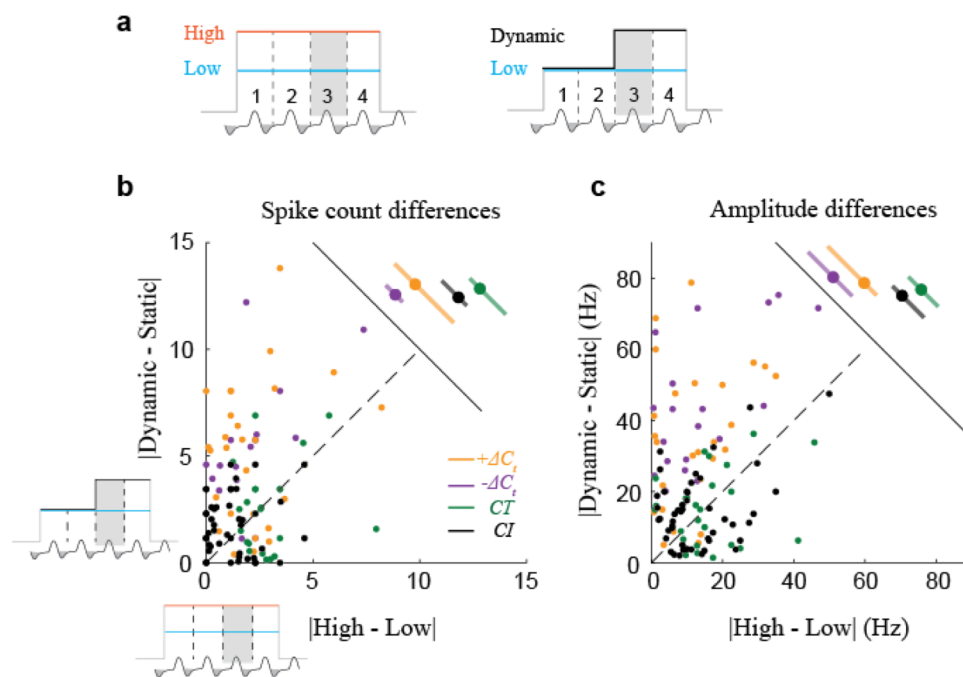 a
High
Low
1 2 3 4
Dynamic
Low
1 2 3 4
b
Spike count differences
|Dynamic - Static|
15
10
5
0
0 5 10 15
|High - Low|
+ΔCt
-ΔCt
CT
CI
c
Amplitude differences
|Dynamic - Static| (Hz)
80
60
40
20
0
0 20 40 60 80
|High - Low| (Hz)